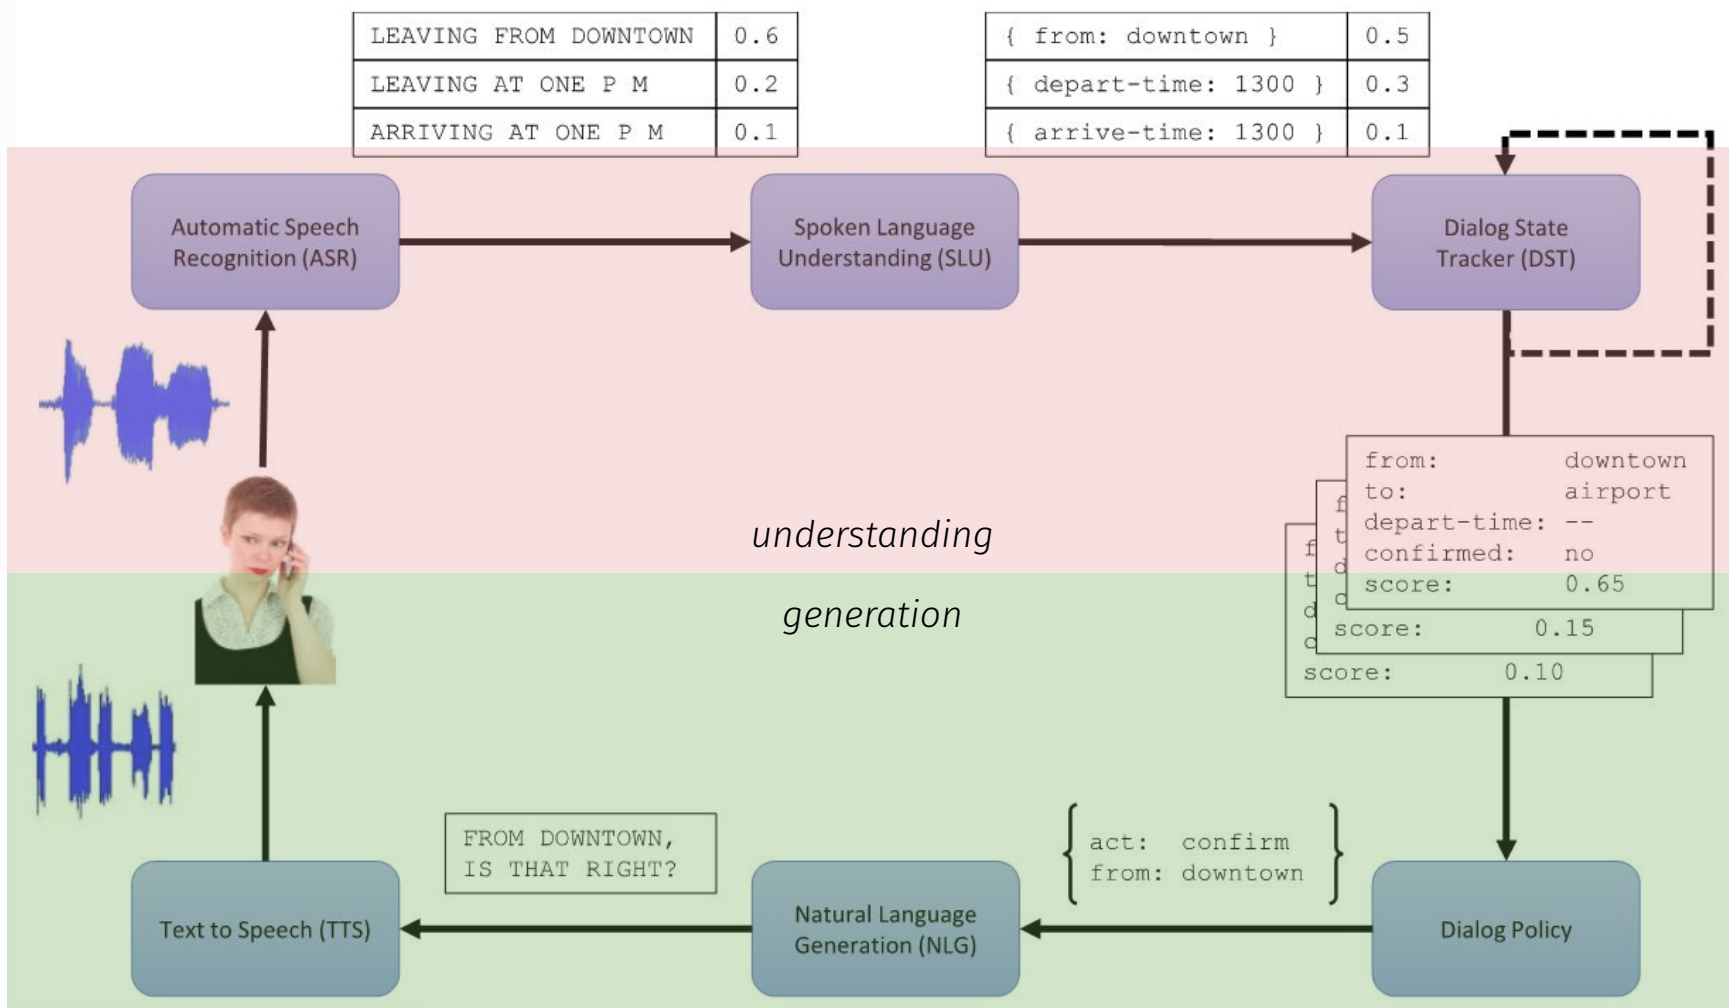 LEAVING FROM DOWNTOWN 0.6
LEAVING AT ONE P M 0.2
ARRIVING AT ONE P M 0.1
{ from: downtown } 0.5
{ depart-time: 1300 } 0.3
{ arrive-time: 1300 } 0.1
Automatic Speech
Recognition (ASR)
Spoken Language
Understanding (SLU)
Dialog State
Tracker (DST)
from: downtown
to: airport
depart-time: --
confirmed: no
score: 0.65
f
t
d
c
score: 0.15
f
t
d
c
score: 0.10
understanding
generation
act: confirm
from: downtown
FROM DOWNTOWN,
IS THAT RIGHT?
Text to Speech (TTS)
Natural Language
Generation (NLG)
Dialog Policy